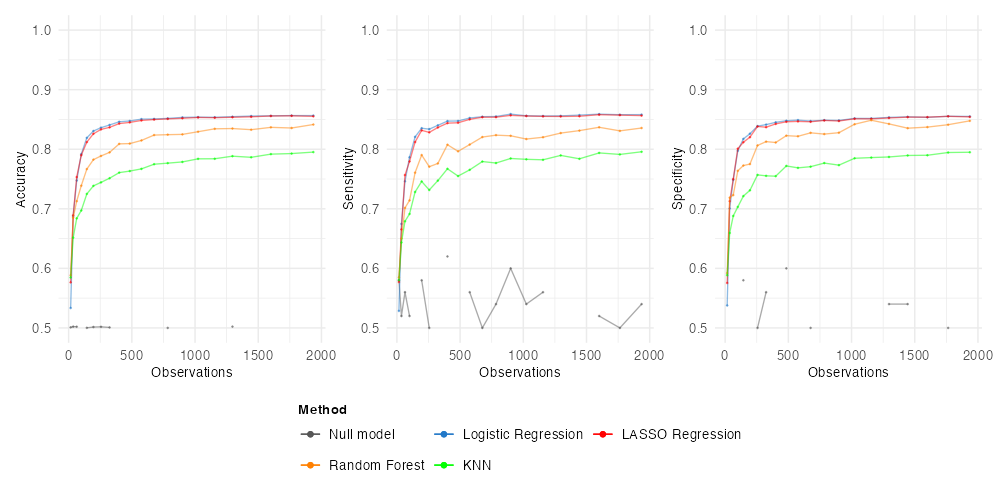 1.0
0.9
0.8
0.7
0.6
0.5
Accuracy
0 500 1000 1500 2000
Observations
1.0
0.9
0.8
0.7
0.6
0.5
Sensitivity
0 500 1000 1500 2000
Observations
1.0
0.9
0.8
0.7
0.6
0.5
Specificity
0 500 1000 1500 2000
Observations
Method
Null model Logistic Regression LASSO Regression
Random Forest KNN